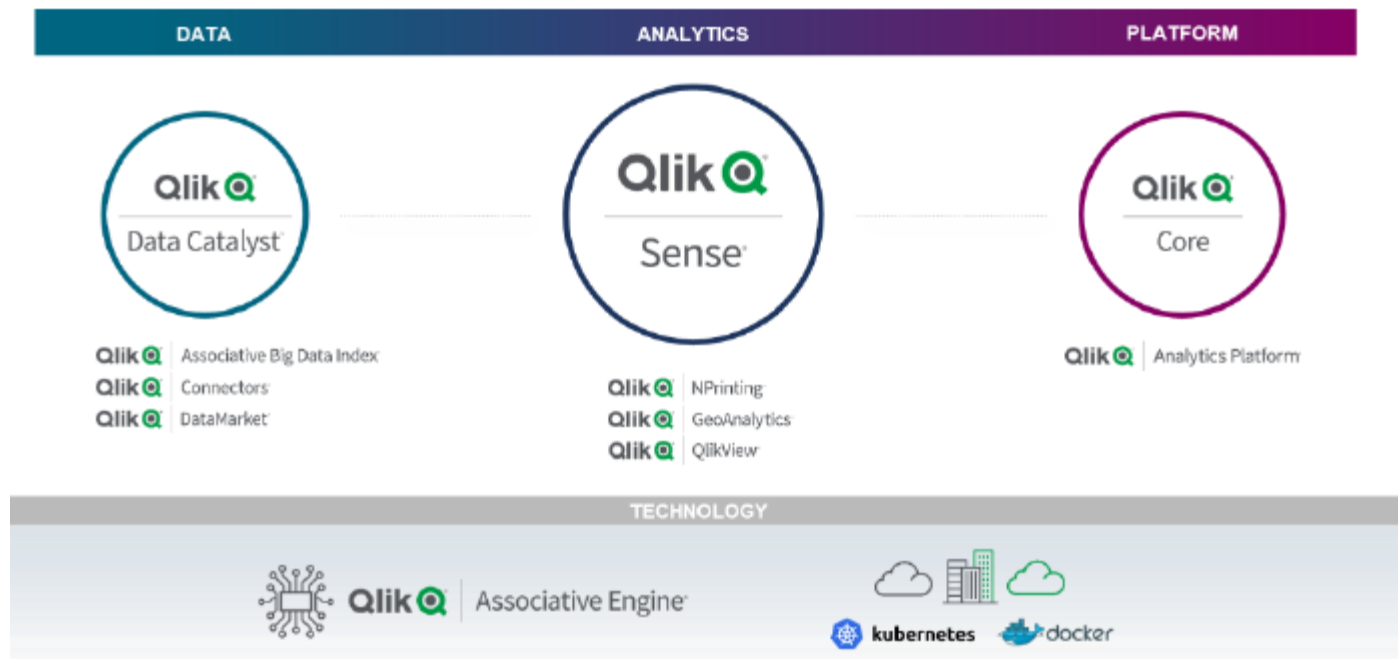 DATA ANALYTICS PLATFORM
Qlik
Data Catalyst
Qlik
Sense
Qlik
Core
Qlik Associative Big Data Index
Qlik Connectors
Qlik DataMarket
Qlik NPrinting
Qlik GeoAnalytics
Qlik QlikView
Qlik Analytics Platform
TECHNOLOGY
Qlik Associative Engine
kubernetes docker